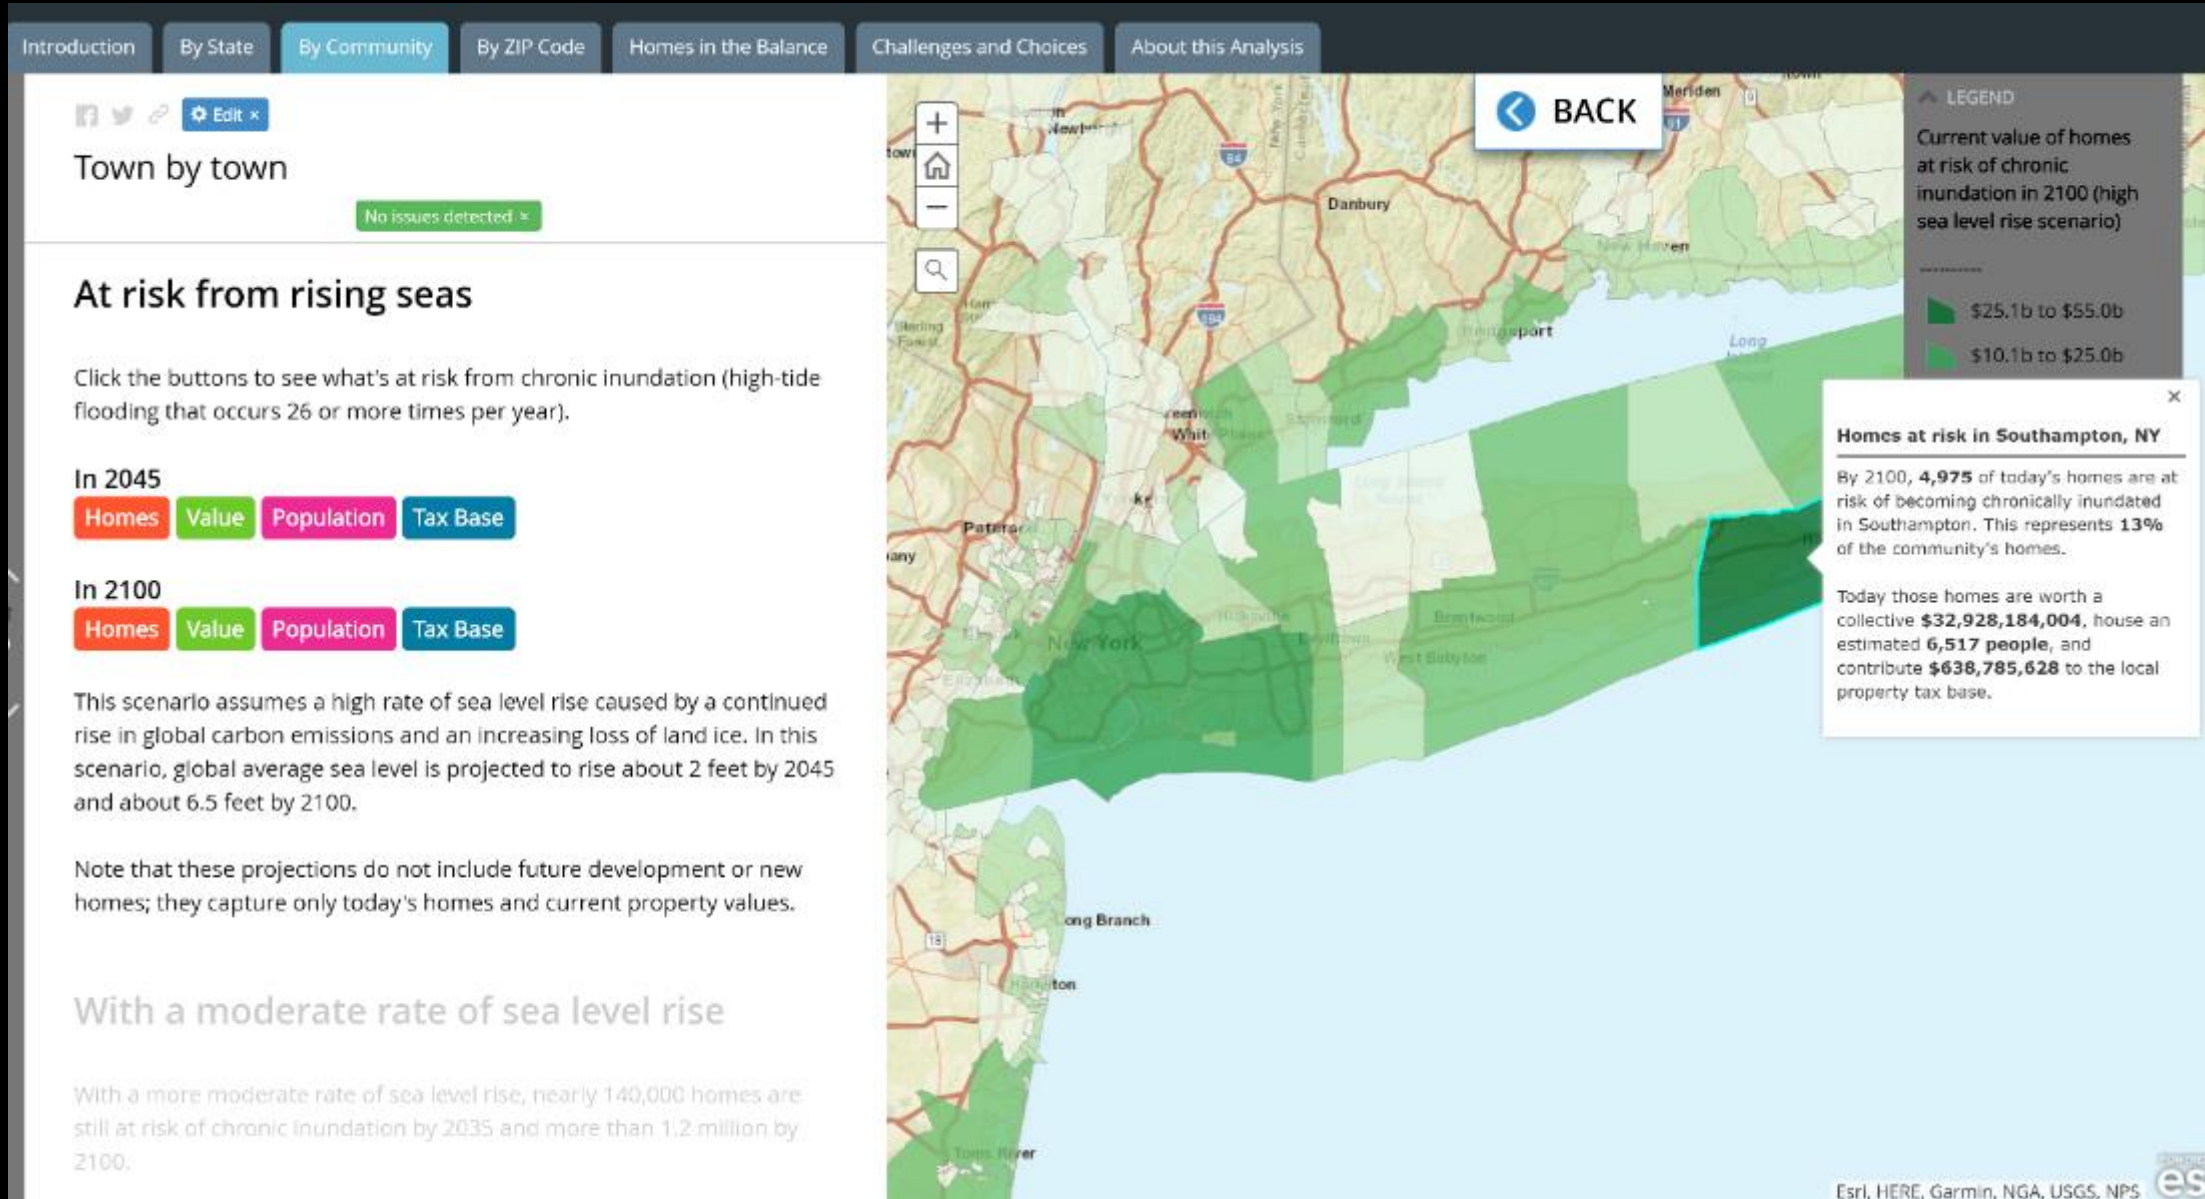 Introduction
By State
By Community
By ZIP Code
Homes in the Balance
Challenges and Choices
About this Analysis
Edit ×
Town by town
No issues detected ×
At risk from rising seas
Click the buttons to see what's at risk from chronic inundation (high-tide
flooding that occurs 26 or more times per year).
In 2045
Homes Value Population Tax Base
In 2100
Homes Value Population Tax Base
This scenario assumes a high rate of sea level rise caused by a continued
rise in global carbon emissions and an increasing loss of land ice. In this
scenario, global average sea level is projected to rise about 2 feet by 2045
and about 6.5 feet by 2100.
Note that these projections do not include future development or new
homes; they capture only today's homes and current property values.
With a moderate rate of sea level rise
With a more moderate rate of sea level rise, nearly 140,000 homes are
still at risk of chronic inundation by 2035 and more than 1.2 million by
2100.
BACK
Meriden
84
Danbury
New Haven
684
Long
Stamford
New York
Hicksville
Brentwood
West Babylon
Elizabeth
Long Branch
18
Toms River
LEGEND
Current value of homes
at risk of chronic
inundation in 2100 (high
sea level rise scenario)
----------
$25.1b to $55.0b
$10.1b to $25.0b
×
Homes at risk in Southampton, NY
By 2100, 4,975 of today's homes are at
risk of becoming chronically inundated
in Southampton. This represents 13%
of the community's homes.
Today those homes are worth a
collective $32,928,184,004, house an
estimated 6,517 people, and
contribute $638,785,628 to the local
property tax base.
Esri, HERE, Garmin, NGA, USGS, NPS
es